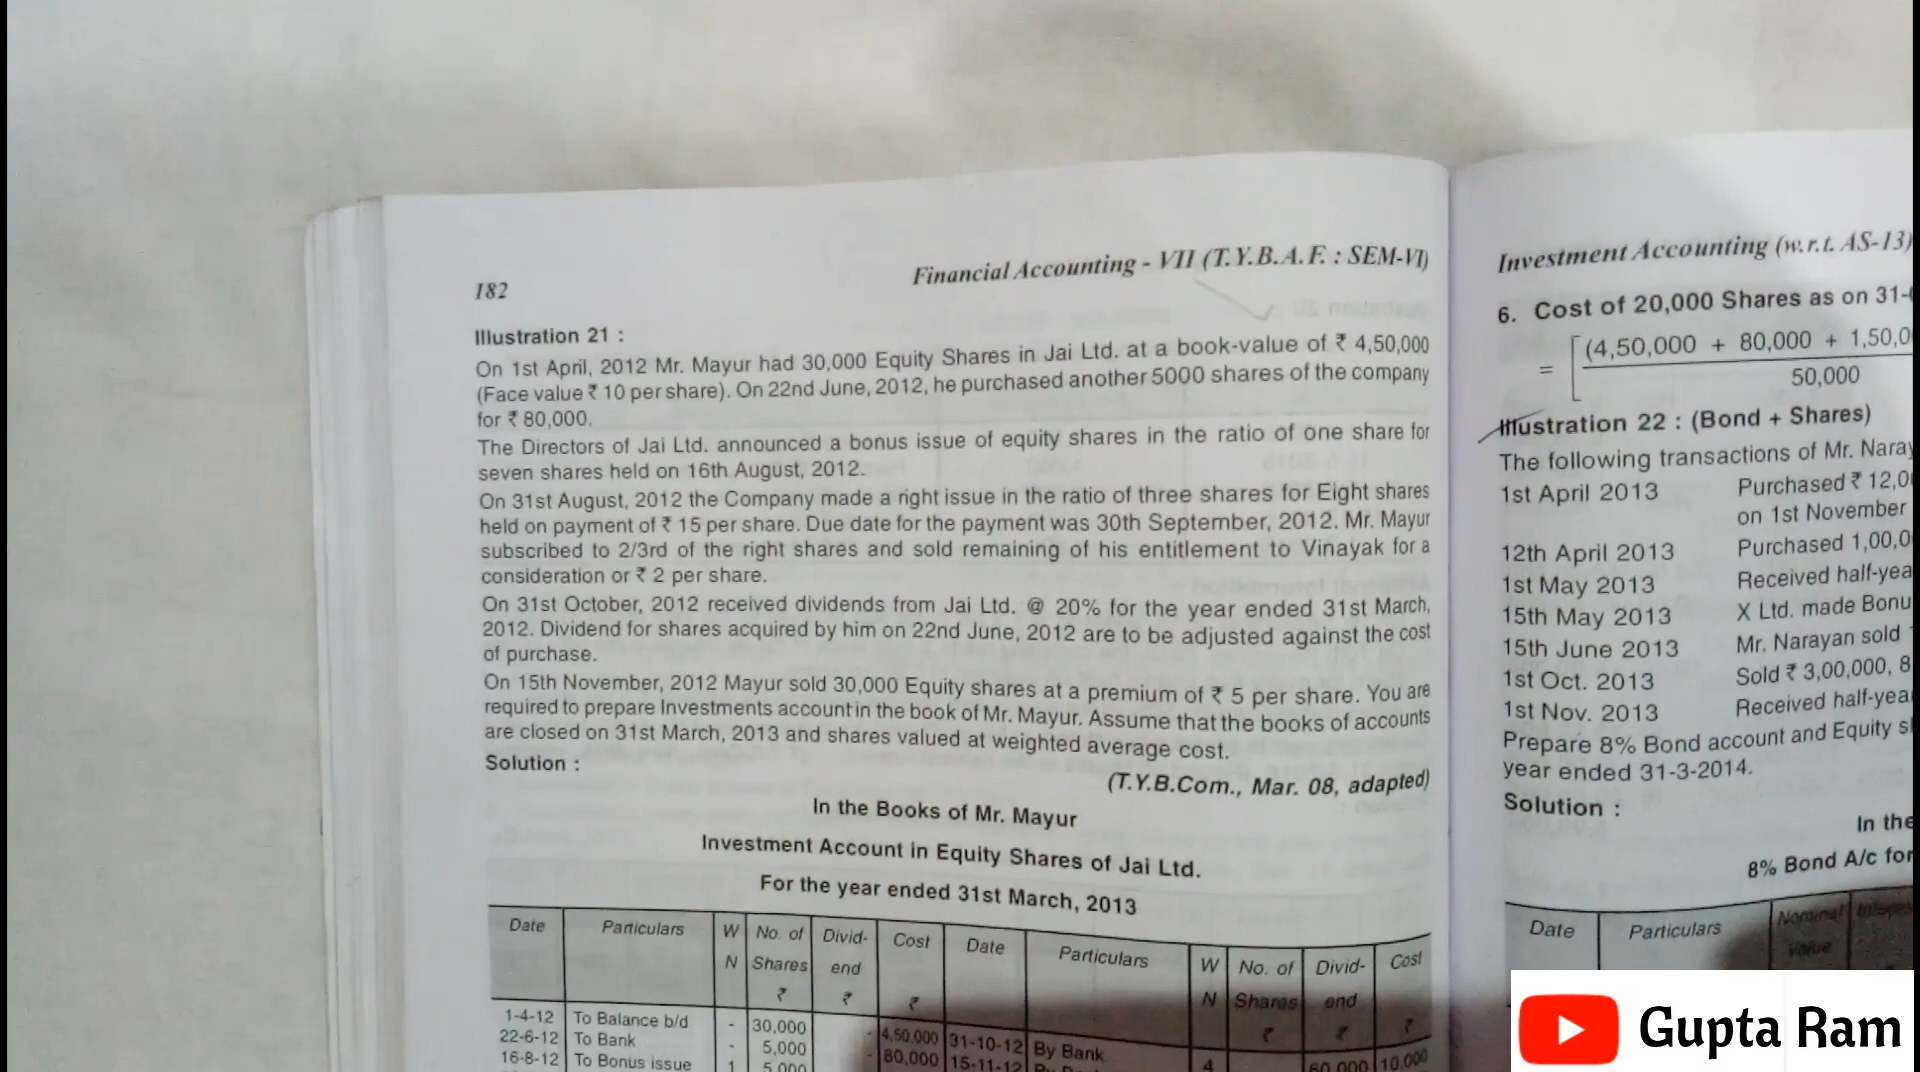 182
Financial Accounting - VII (T.Y.B.A.F. : SEM-VI)
Illustration 21 :
On 1st April, 2012 Mr. Mayur had 30,000 Equity Shares in Jai Ltd. at a book-value of ₹ 4,50,000
(Face value ₹ 10 per share). On 22nd June, 2012, he purchased another 5000 shares of the company
for ₹ 80,000.
The Directors of Jai Ltd. announced a bonus issue of equity shares in the ratio of one share for
seven shares held on 16th August, 2012.
On 31st August, 2012 the Company made a right issue in the ratio of three shares for Eight shares
held on payment of ₹ 15 per share. Due date for the payment was 30th September, 2012. Mr. Mayur
subscribed to 2/3rd of the right shares and sold remaining of his entitlement to Vinayak for a
consideration or ₹ 2 per share.
On 31st October, 2012 received dividends from Jai Ltd. @ 20% for the year ended 31st March,
2012. Dividend for shares acquired by him on 22nd June, 2012 are to be adjusted against the cost
of purchase.
On 15th November, 2012 Mayur sold 30,000 Equity shares at a premium of ₹ 5 per share. You are
required to prepare Investments account in the book of Mr. Mayur. Assume that the books of accounts
are closed on 31st March, 2013 and shares valued at weighted average cost.
Solution :
(T.Y.B.Com., Mar. 08, adapted)
In the Books of Mr. Mayur
Investment Account in Equity Shares of Jai Ltd.
For the year ended 31st March, 2013
Date Particulars W No. of Divid- Cost Date Particulars W No. of Divid- Cost
N Shares end N Shares end
₹ ₹ ₹ ₹ ₹ ₹
1-4-12 To Balance b/d - 30,000 - 4,50,000 31-10-12 By Bank 4 60,000 10,000
22-6-12 To Bank - 5,000 - 80,000 15-11-12 By
16-8-12 To Bonus issue 1 5,000
Investment Accounting (w.r.t. AS-13)
6. Cost of 20,000 Shares as on 31-
= [(4,50,000 + 80,000 + 1,50,0
50,000
Illustration 22 : (Bond + Shares)
The following transactions of Mr. Naray
1st April 2013 Purchased ₹ 12,0
on 1st November
12th April 2013 Purchased 1,00,0
1st May 2013 Received half-yea
15th May 2013 X Ltd. made Bonu
15th June 2013 Mr. Narayan sold
1st Oct. 2013 Sold ₹ 3,00,000, 8
1st Nov. 2013 Received half-yea
Prepare 8% Bond account and Equity s
year ended 31-3-2014.
Solution :
In the
8% Bond A/c for
Date Particulars Nominal
Value
Gupta Ram